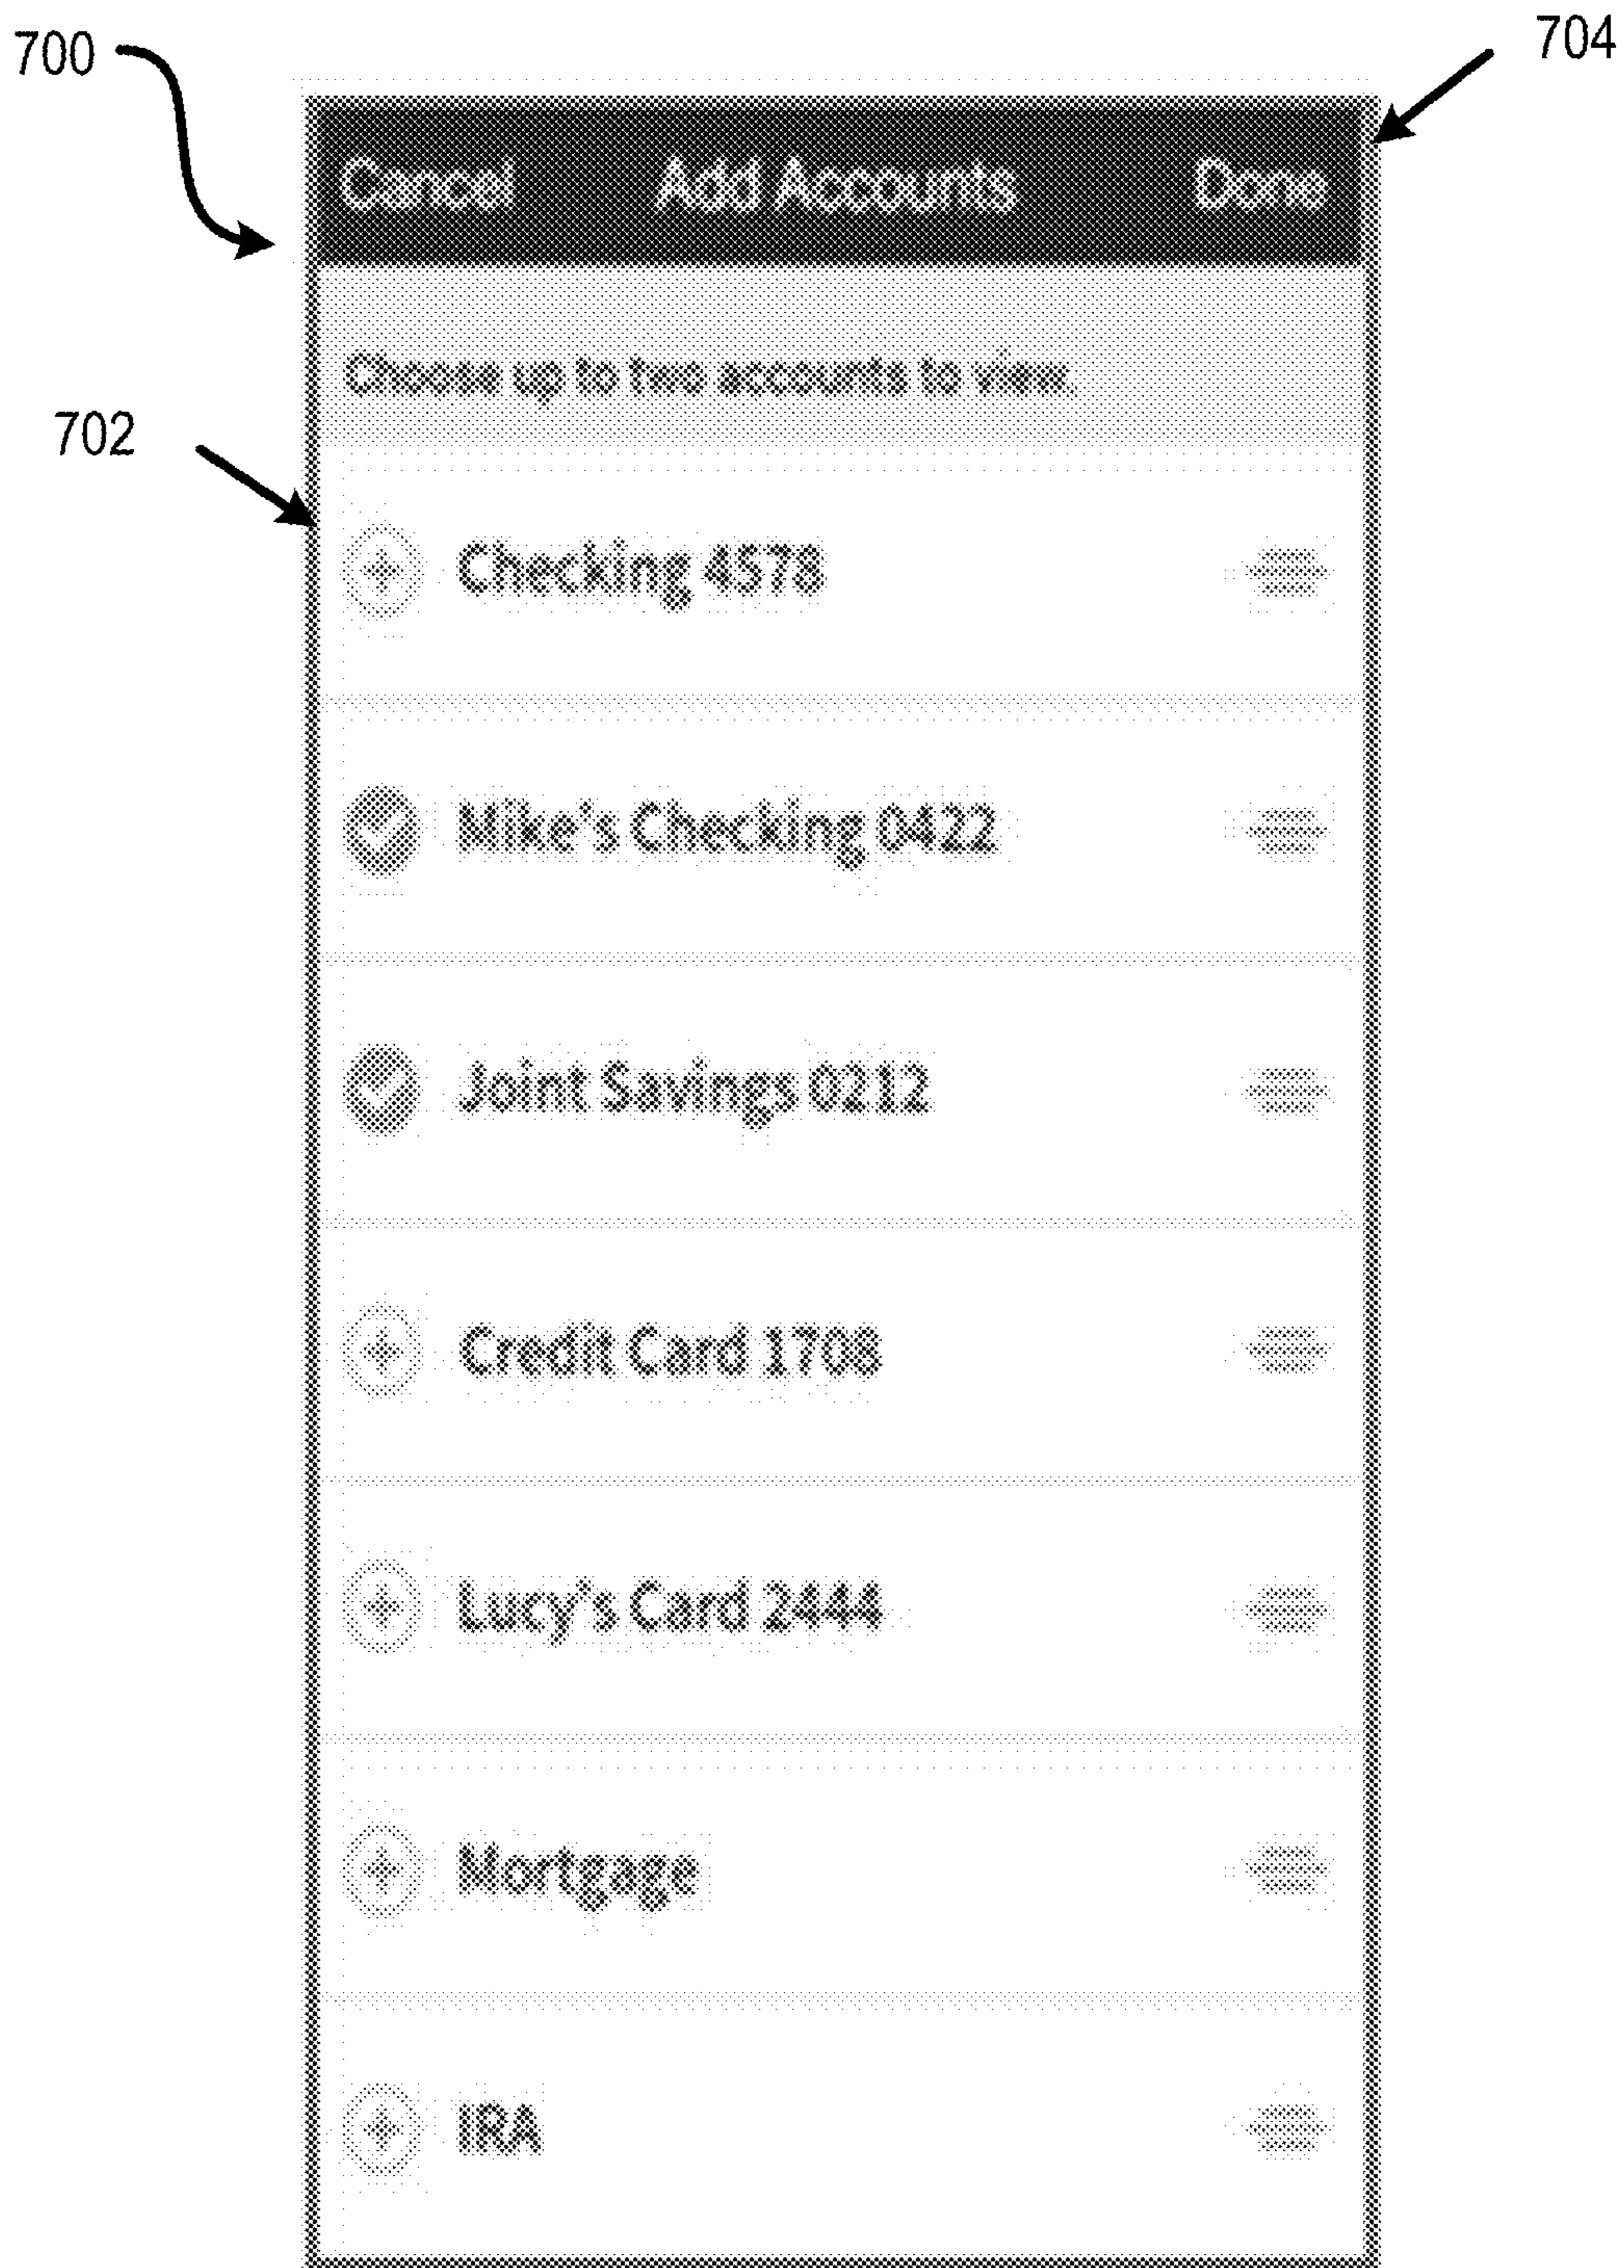 700
704
Cancel Add Accounts Done
Choose up to two accounts to view.
702
Checking 4578
Mike's Checking 0422
Joint Savings 0212
Credit Card 1708
Lucy's Card 2444
Mortgage
IRA